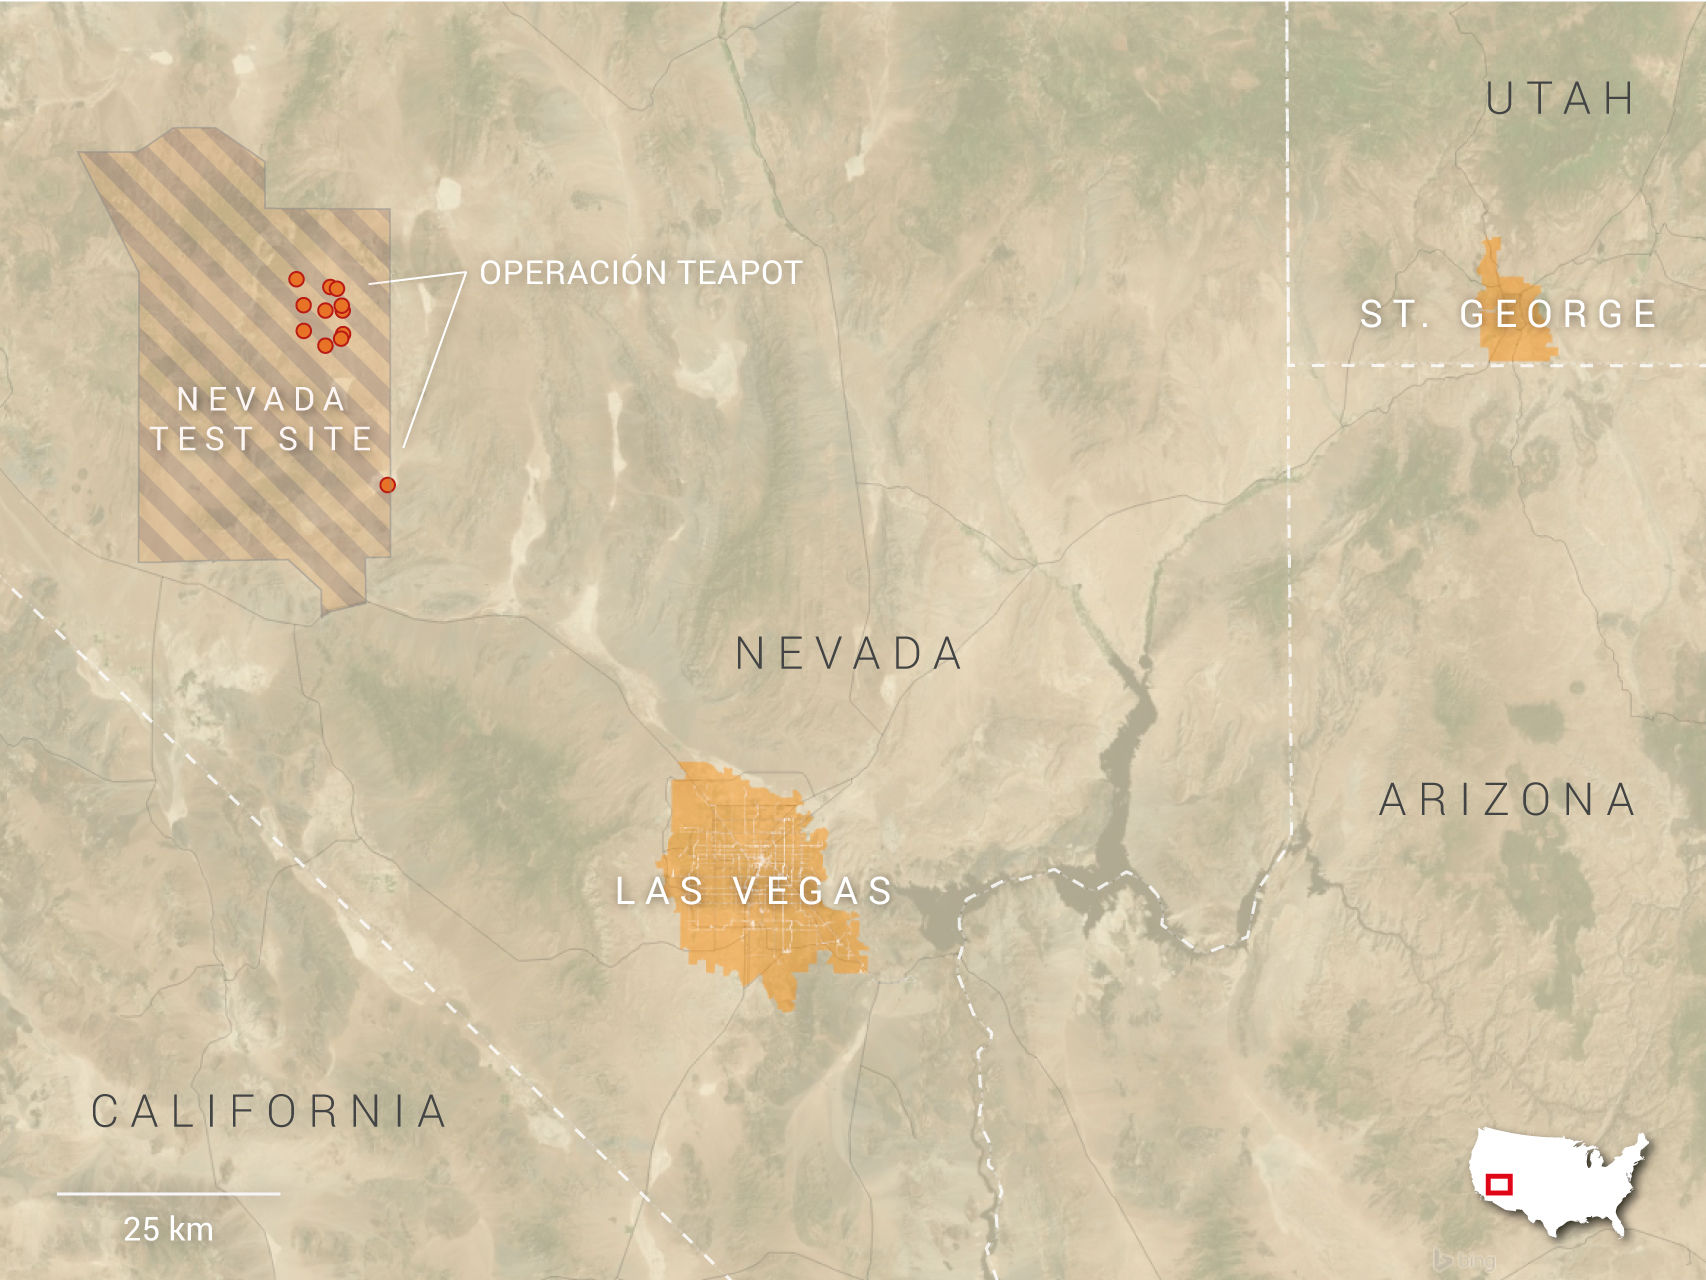 UTAH
OPERACIÓN TEAPOT
ST. GEORGE
NEVADA
TEST SITE
NEVADA
ARIZONA
LAS VEGAS
CALIFORNIA
25 km
bing